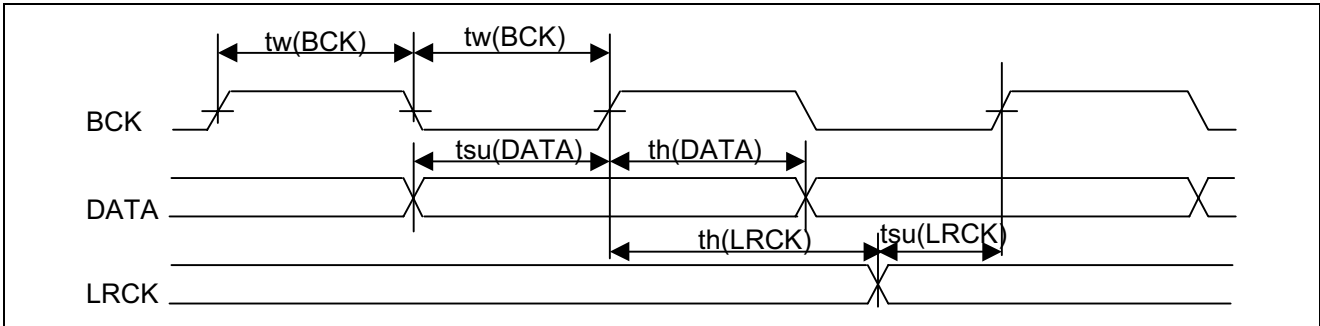 tw(BCK)
tw(BCK)
BCK
tsu(DATA)
th(DATA)
DATA
th(LRCK)
tsu(LRCK)
LRCK